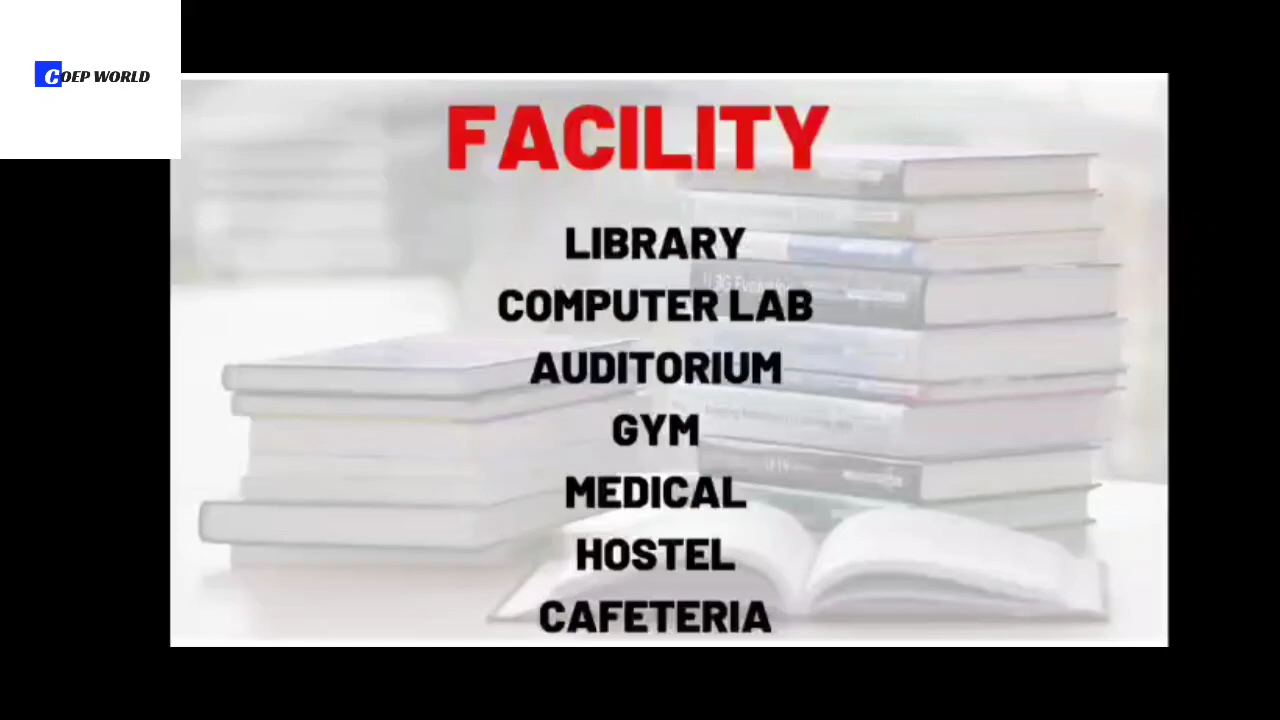 COEP WORLD
FACILITY
LIBRARY
COMPUTER LAB
AUDITORIUM
GYM
MEDICAL
HOSTEL
CAFETERIA